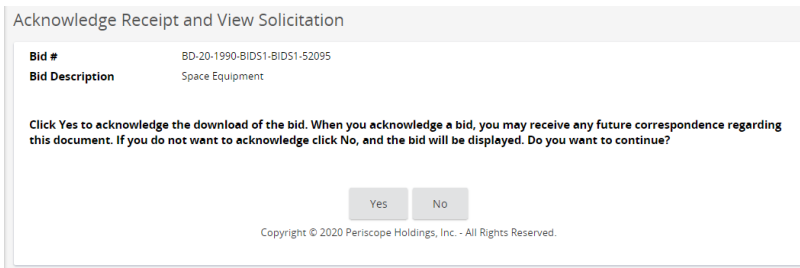 Acknowledge Receipt and View Solicitation
Bid # BD-20-1990-BIDS1-BIDS1-52095
Bid Description Space Equipment
Click Yes to acknowledge the download of the bid. When you acknowledge a bid, you may receive any future correspondence regarding
this document. If you do not want to acknowledge click No, and the bid will be displayed. Do you want to continue?
Yes No
Copyright © 2020 Periscope Holdings, Inc. - All Rights Reserved.